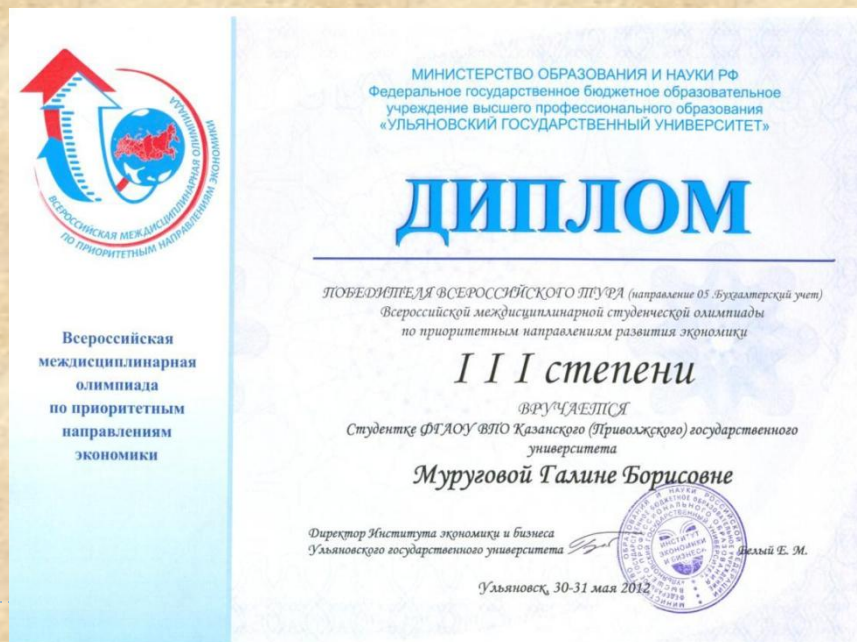 ВСЕРОССИЙСКАЯ МЕЖДИСЦИПЛИНАРНАЯ ОЛИМПИАДА
ПО ПРИОРИТЕТНЫМ НАПРАВЛЕНИЯМ ЭКОНОМИКИ
Всероссийская
междисциплинарная
олимпиада
по приоритетным
направлениям
экономики
МИНИСТЕРСТВО ОБРАЗОВАНИЯ И НАУКИ РФ
Федеральное государственное бюджетное образовательное
учреждение высшего профессионального образования
«УЛЬЯНОВСКИЙ ГОСУДАРСТВЕННЫЙ УНИВЕРСИТЕТ»
ДИПЛОМ
ПОБЕДИТЕЛЯ ВСЕРОССИЙСКОГО ТУРА (направление 05 .Бухгалтерский учет)
Всероссийской междисциплинарной студенческой олимпиады
по приоритетным направлениям развития экономики
I I I степени
ВРУЧАЕТСЯ
Студентке ФГАОУ ВПО Казанского (Приволжского) государственного
университета
Муруговой Галине Борисовне
Директор Института экономики и бизнеса
Ульяновского государственного университета
Белый Е. М.
ИНСТИТУТ
ЭКОНОМИКИ
И БИЗНЕСА
Ульяновск, 30-31 мая 2012